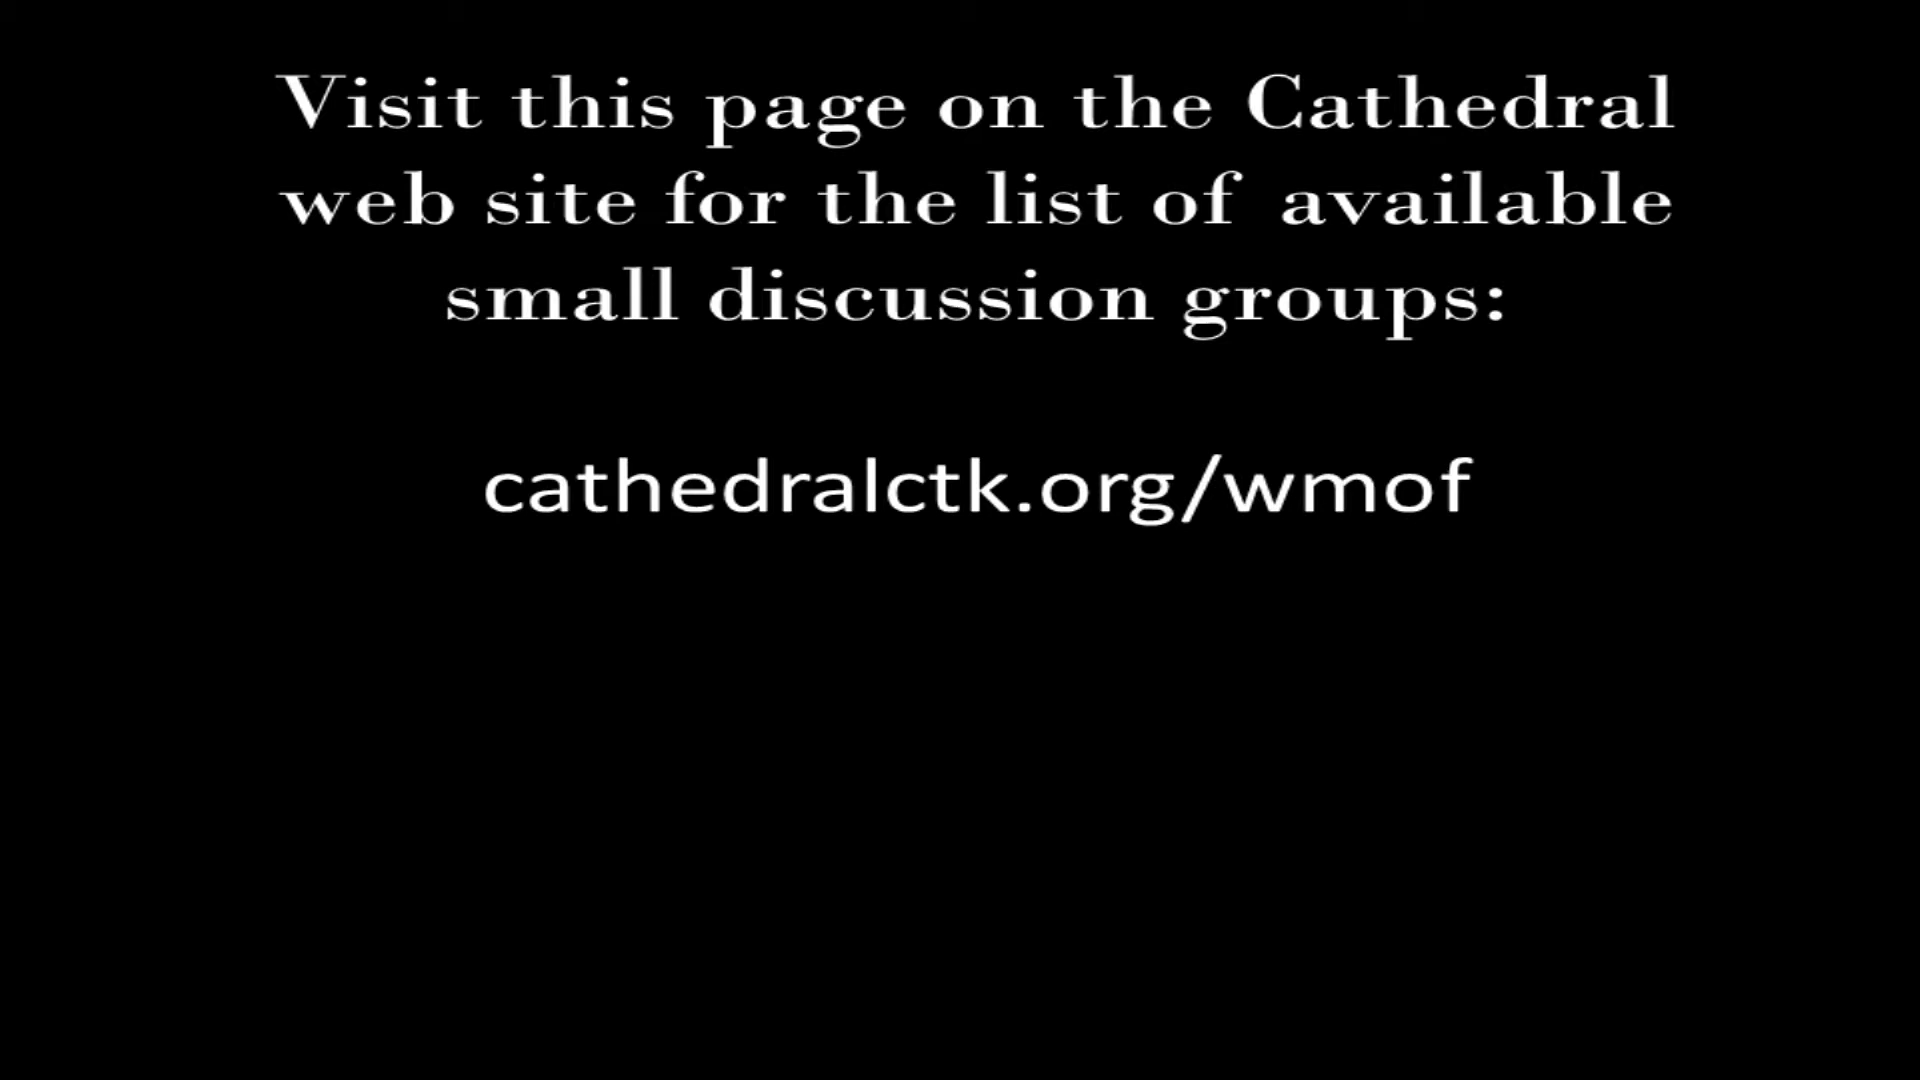 Visit this page on the Cathedral
web site for the list of available
small discussion groups:
cathedralctk.org/wmof